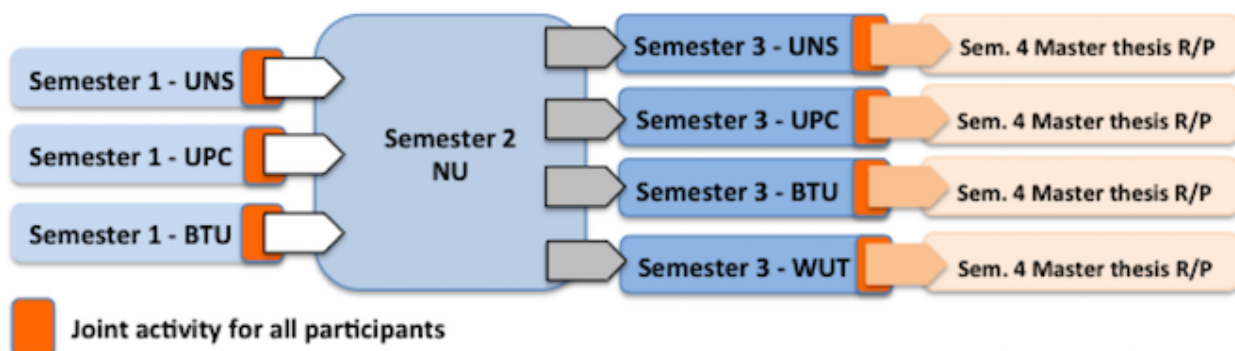 Semester 1 - UNS
Semester 1 - UPC
Semester 1 - BTU
Semester 2
NU
Semester 3 - UNS
Sem. 4 Master thesis R/P
Semester 3 - UPC
Sem. 4 Master thesis R/P
Semester 3 - BTU
Sem. 4 Master thesis R/P
Semester 3 - WUT
Sem. 4 Master thesis R/P
Joint activity for all participants